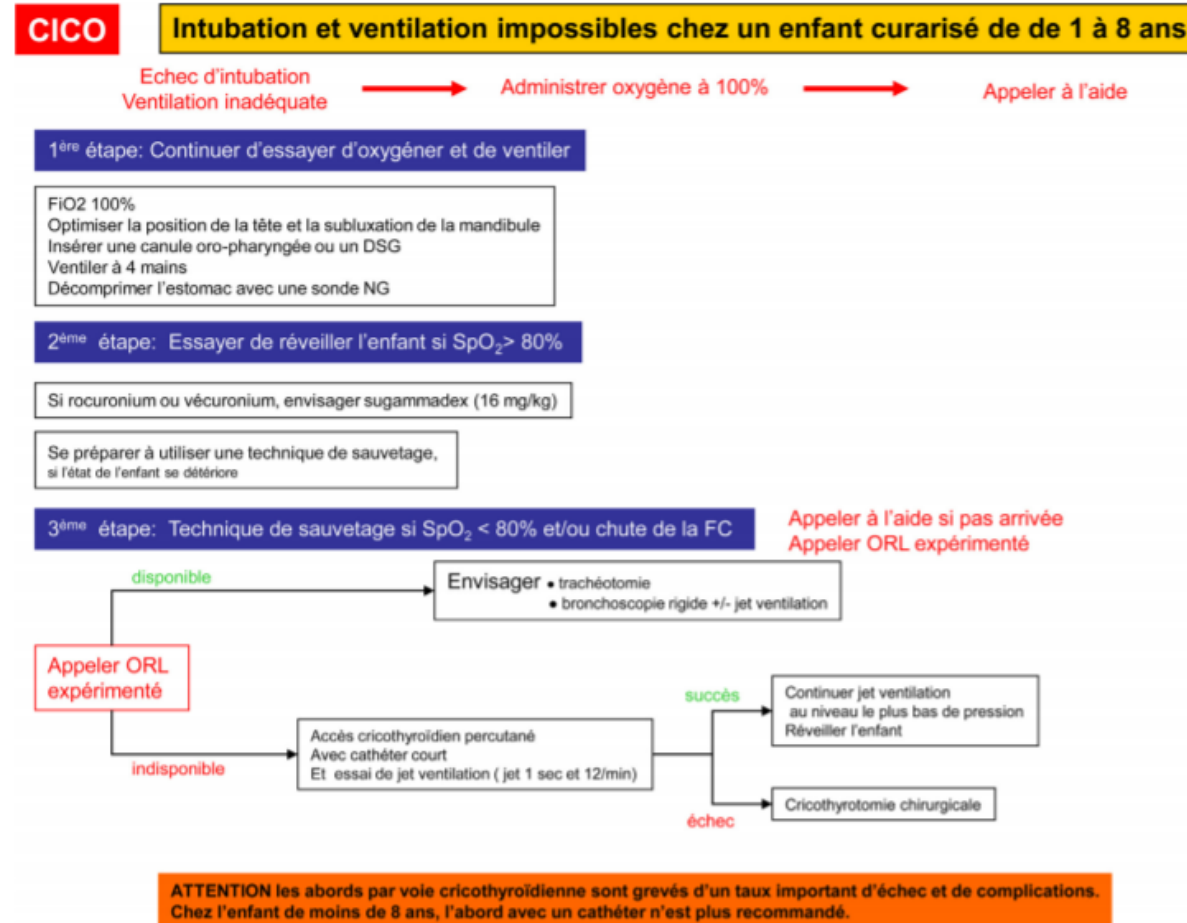 CICO
Intubation et ventilation impossibles chez un enfant curarisé de de 1 à 8 ans
Echec d'intubation
Ventilation inadéquate
Administrer oxygène à 100%
Appeler à l'aide
1ère étape: Continuer d'essayer d'oxygéner et de ventiler
FiO2 100%
Optimiser la position de la tête et la subluxation de la mandibule
Insérer une canule oro-pharyngée ou un DSG
Ventiler à 4 mains
Décomprimer l'estomac avec une sonde NG
2ème étape: Essayer de réveiller l'enfant si SpO2> 80%
Si rocuronium ou vécuronium, envisager sugammadex (16 mg/kg)
Se préparer à utiliser une technique de sauvetage,
si l'état de l'enfant se détériore
3ème étape: Technique de sauvetage si SpO2 < 80% et/ou chute de la FC
Appeler à l'aide si pas arrivée
Appeler ORL expérimenté
disponible
Envisager • trachéotomie
• bronchoscopie rigide +/- jet ventilation
Appeler ORL
expérimenté
indisponible
Accès cricothyroïdien percutané
Avec cathéter court
Et essai de jet ventilation ( jet 1 sec et 12/min)
succès
Continuer jet ventilation
au niveau le plus bas de pression
Réveiller l'enfant
échec
Cricothyrotomie chirurgicale
ATTENTION les abords par voie cricothyroïdienne sont grevés d'un taux important d'échec et de complications.
Chez l'enfant de moins de 8 ans, l'abord avec un cathéter n'est plus recommandé.